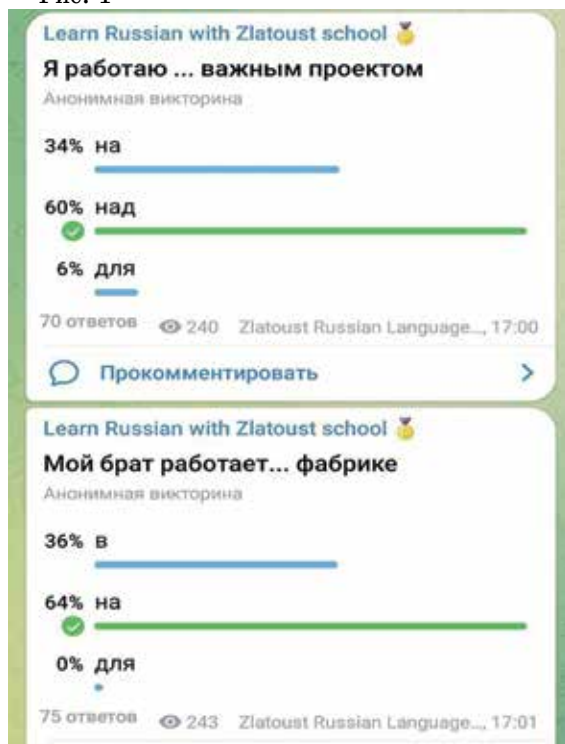 Рис. 1
Learn Russian with Zlatoust school 🏅
Я работаю ... важным проектом
Анонимная викторина
34% на
60% над
6% для
70 ответов 240 Zlatoust Russian Language..., 17:00
Прокомментировать
Learn Russian with Zlatoust school 🏅
Мой брат работает... фабрике
Анонимная викторина
36% в
64% на
0% для
75 ответов 243 Zlatoust Russian Language..., 17:01